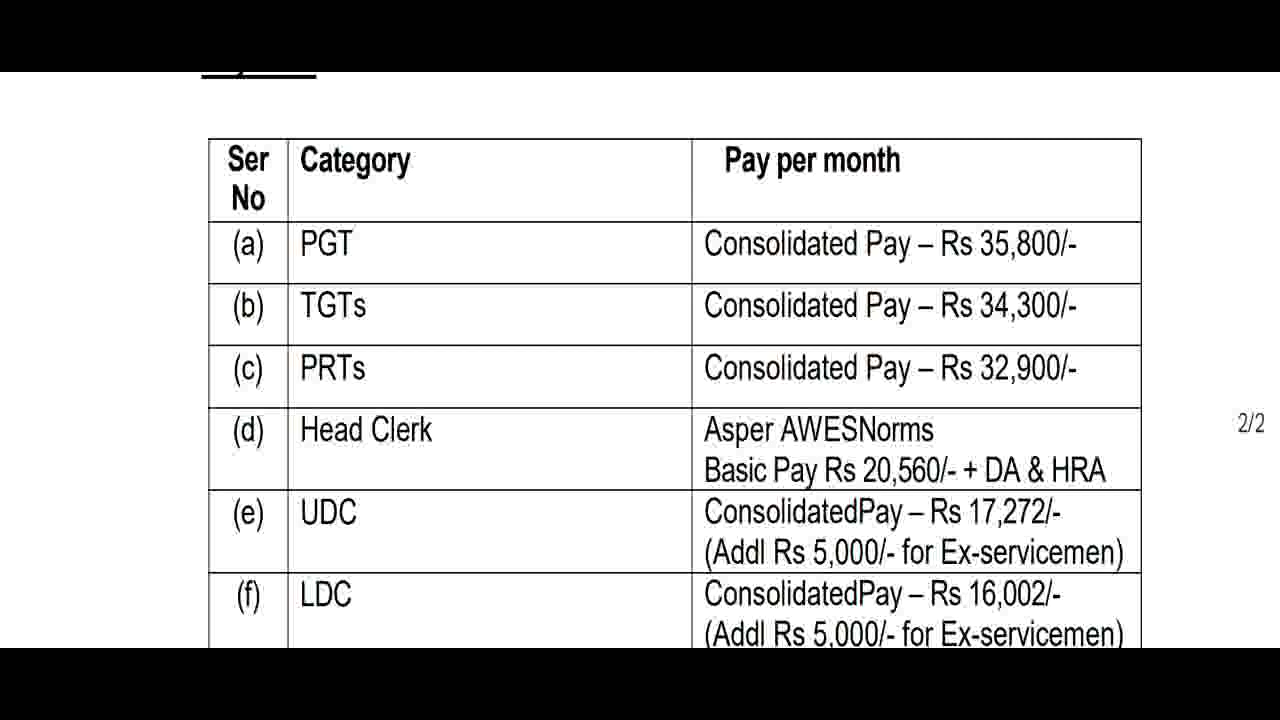 Ser No Category Pay per month
(a) PGT Consolidated Pay – Rs 35,800/-
(b) TGTs Consolidated Pay – Rs 34,300/-
(c) PRTs Consolidated Pay – Rs 32,900/-
(d) Head Clerk Asper AWESNorms
Basic Pay Rs 20,560/- + DA & HRA
2/2
(e) UDC ConsolidatedPay – Rs 17,272/-
(Addl Rs 5,000/- for Ex-servicemen)
(f) LDC ConsolidatedPay – Rs 16,002/-
(Addl Rs 5,000/- for Ex-servicemen)